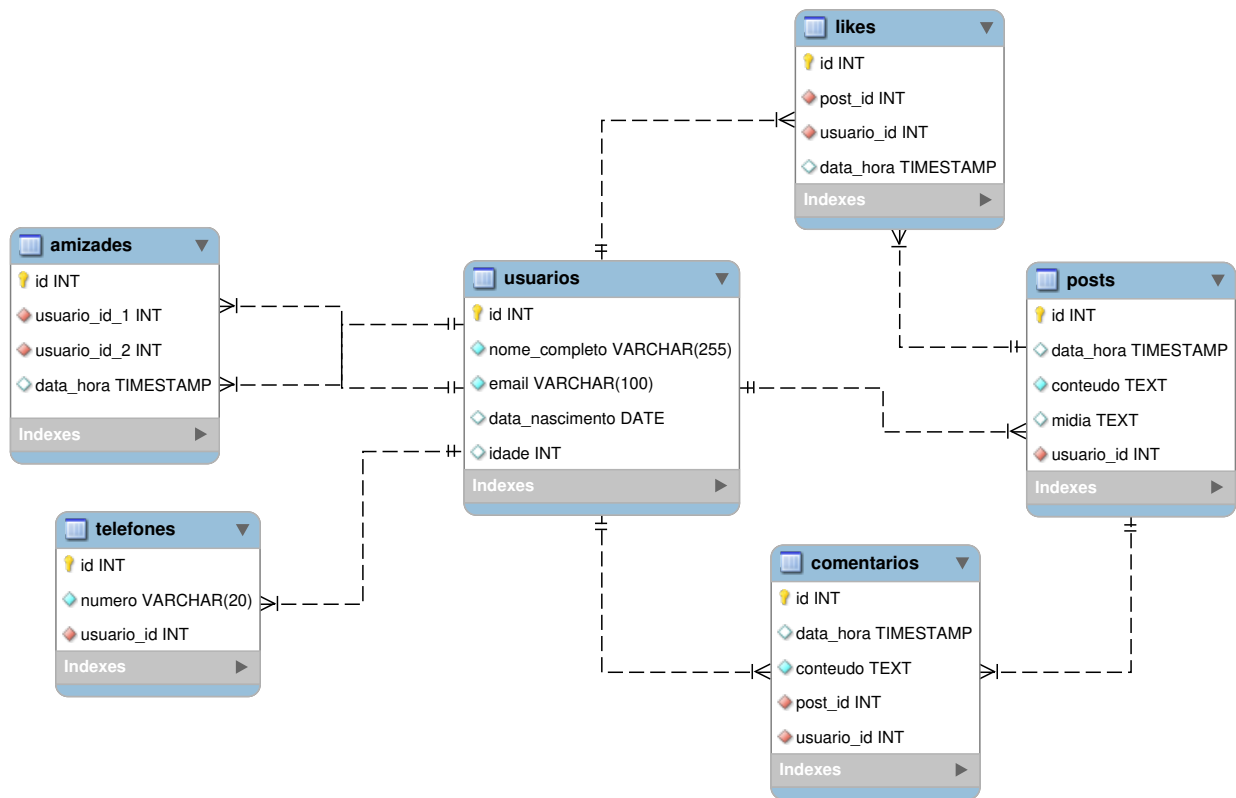 likes
id INT
post_id INT
usuario_id INT
data_hora TIMESTAMP
Indexes
amizades
id INT
usuario_id_1 INT
usuario_id_2 INT
data_hora TIMESTAMP
Indexes
usuarios
id INT
nome_completo VARCHAR(255)
email VARCHAR(100)
data_nascimento DATE
idade INT
Indexes
posts
id INT
data_hora TIMESTAMP
conteudo TEXT
midia TEXT
usuario_id INT
Indexes
telefones
id INT
numero VARCHAR(20)
usuario_id INT
Indexes
comentarios
id INT
data_hora TIMESTAMP
conteudo TEXT
post_id INT
usuario_id INT
Indexes